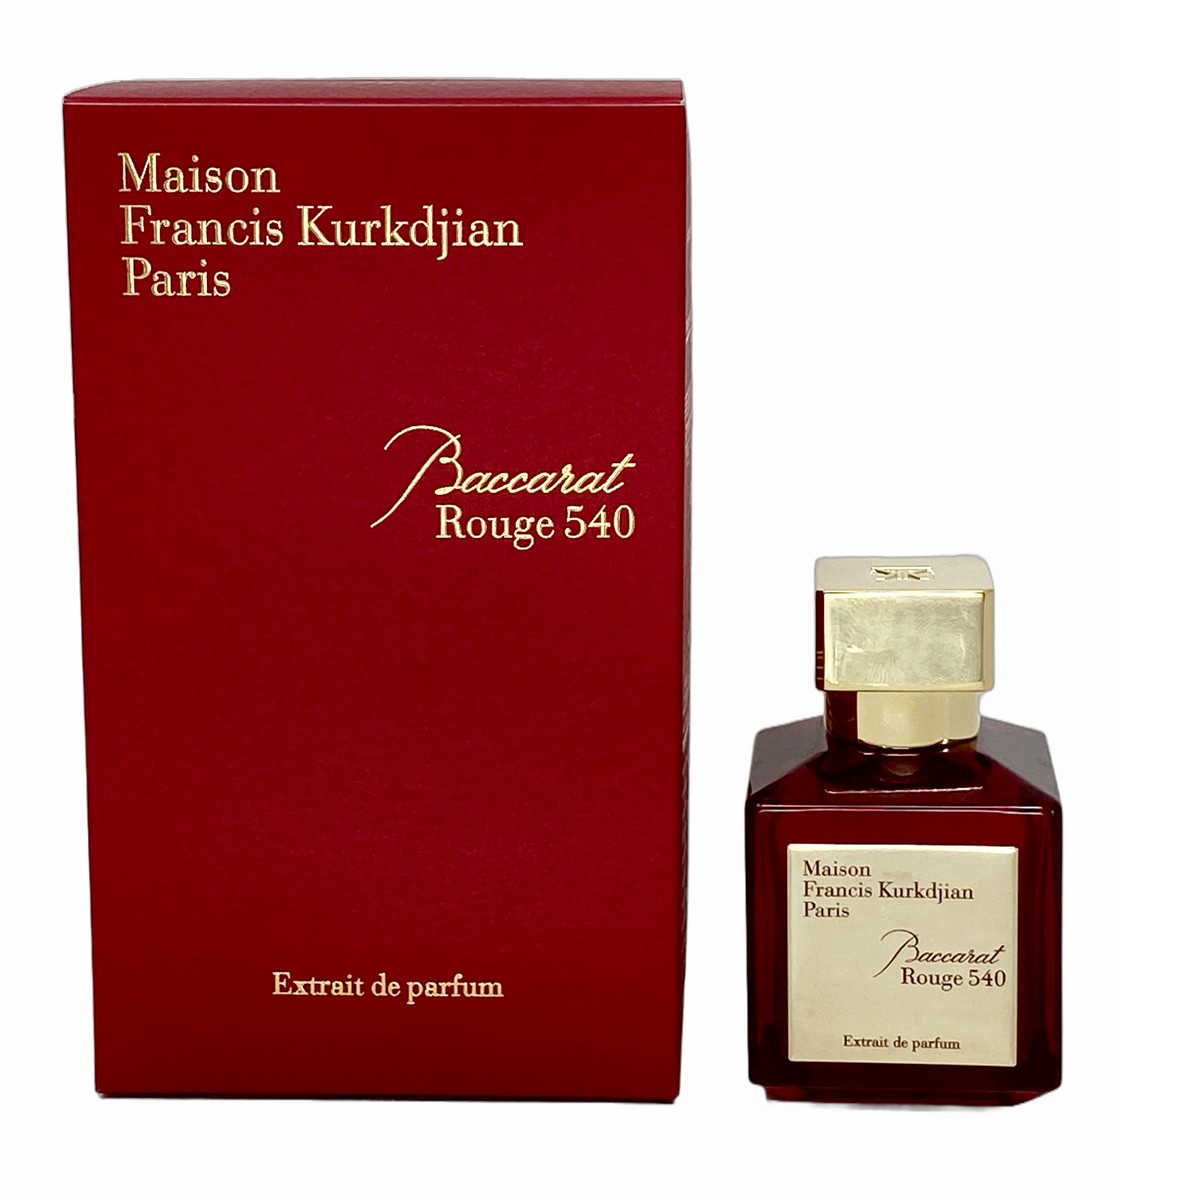 Maison
Francis Kurkdjian
Paris
Baccarat
Rouge 540
Extrait de parfum
Maison
Francis Kurkdjian
Paris
Baccarat
Rouge 540
Extrait de parfum